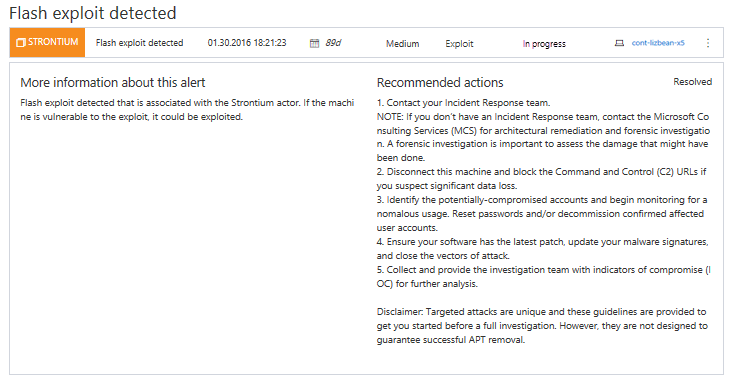 Flash exploit detected
STRONTIUM Flash exploit detected 01.30.2016 18:21:23 89d Medium Exploit In progress cont-lizbean-x5
More information about this alert
Flash exploit detected that is associated with the Strontium actor. If the machi
ne is vulnerable to the exploit, it could be exploited.
Recommended actions Resolved
1. Contact your Incident Response team.
NOTE: If you don't have an Incident Response team, contact the Microsoft Co
nsulting Services (MCS) for architectural remediation and forensic investigatio
n. A forensic investigation is important to assess the damage that might have
been done.
2. Disconnect this machine and block the Command and Control (C2) URLs if
you suspect significant data loss.
3. Identify the potentially-compromised accounts and begin monitoring for a
nomalous usage. Reset passwords and/or decommission confirmed affected
user accounts.
4. Ensure your software has the latest patch, update your malware signatures,
and close the vectors of attack.
5. Collect and provide the investigation team with indicators of compromise (I
OC) for further analysis.
Disclaimer: Targeted attacks are unique and these guidelines are provided to
get you started before a full investigation. However, they are not designed to
guarantee successful APT removal.